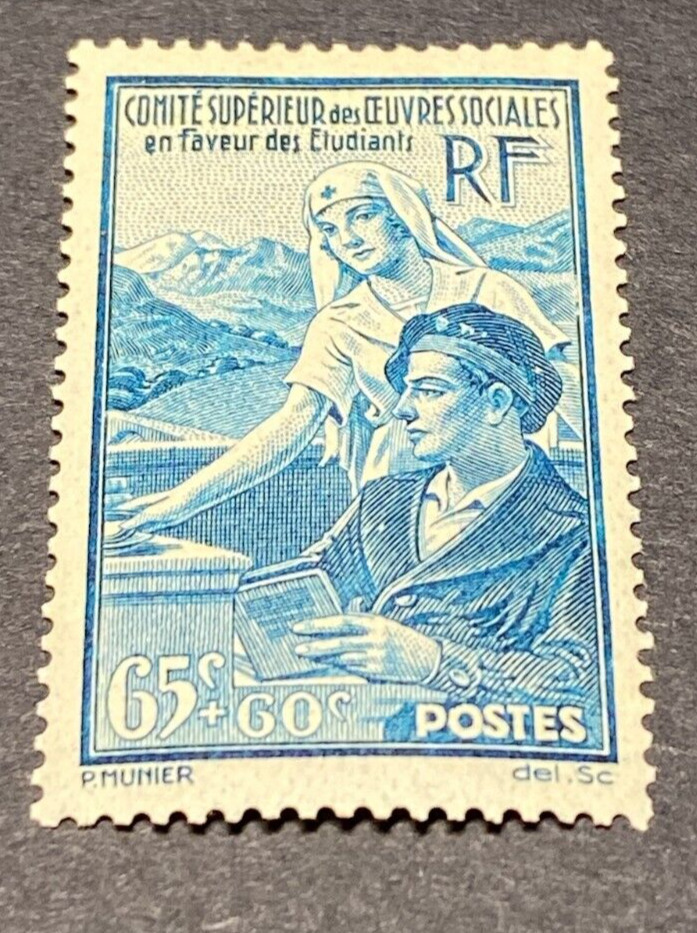 COMITÉ SUPÉRIEUR des ŒUVRES SOCIALES
en faveur des Etudiants
RF
65c + 60c
POSTES
P. MUNIER
del. Sc